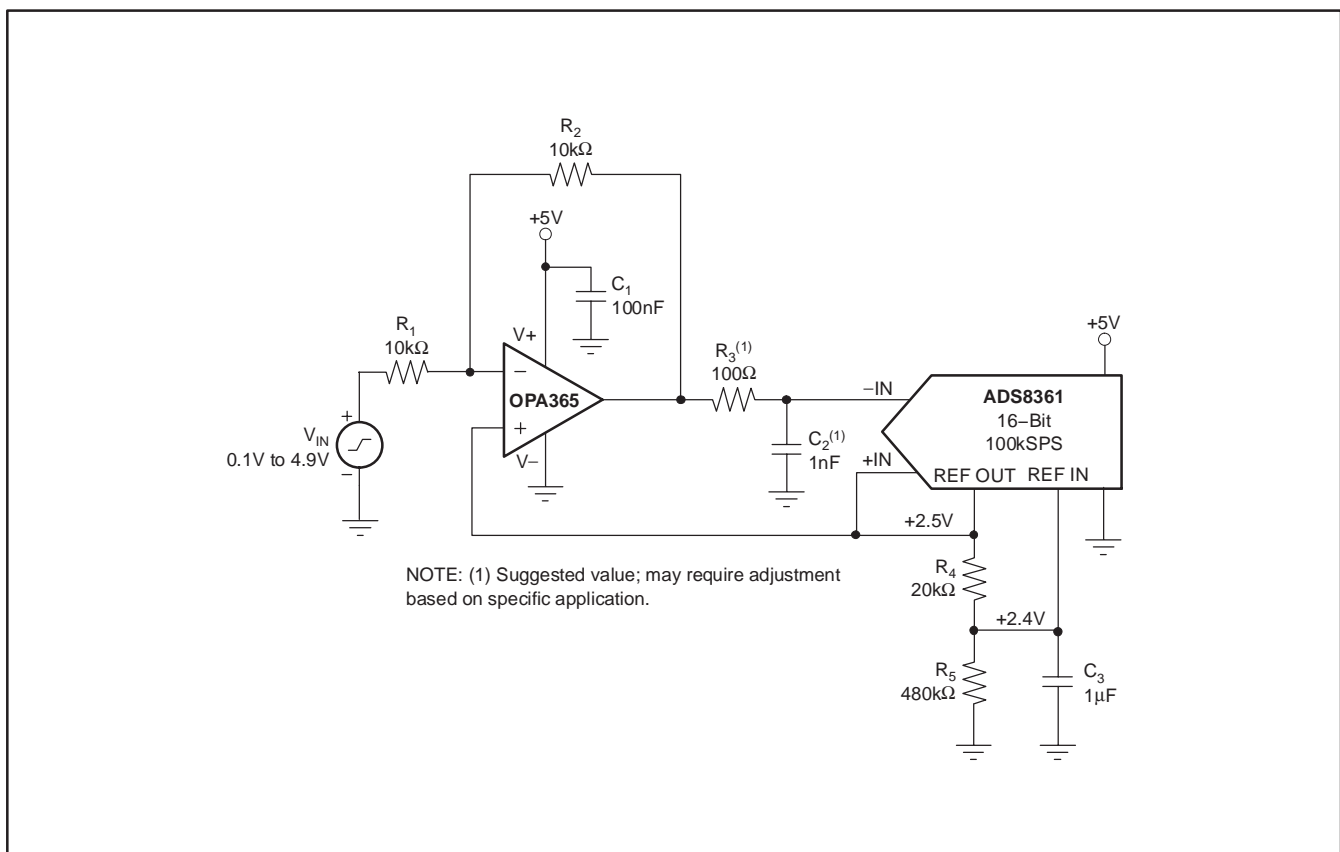 R2
10kΩ
+5V
C1
100nF
R1
10kΩ
V+
−
OPA365
+
V−
+
VIN
0.1V to 4.9V
−
R3(1)
100Ω
−IN
C2(1)
1nF
+IN
+5V
ADS8361
16−Bit
100kSPS
REF OUT REF IN
+2.5V
R4
20kΩ
+2.4V
R5
480kΩ
C3
1μF
NOTE: (1) Suggested value; may require adjustment
based on specific application.